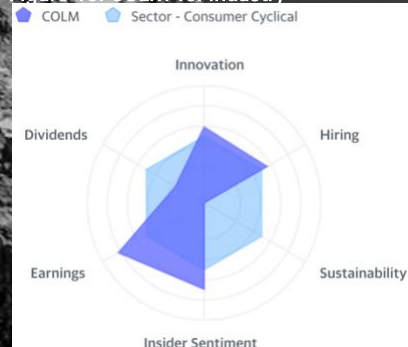 COLM
Sector - Consumer Cyclical
Innovation
Dividends
Hiring
Earnings
Sustainability
Insider Sentiment